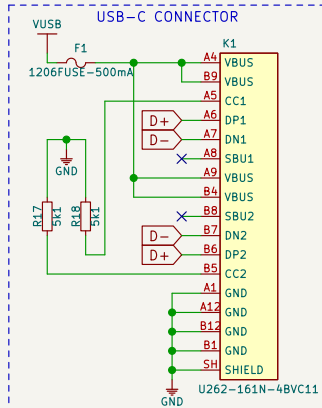 USB-C CONNECTOR
VUSB
F1
1206FUSE-500mA
K1
A4 VBUS
B9 VBUS
A5 CC1
D+ A6 DP1
D- A7 DN1
A8 SBU1
A9 VBUS
B4 VBUS
B8 SBU2
D- B7 DN2
D+ B6 DP2
B5 CC2
A1 GND
A12 GND
B12 GND
B1 GND
SH SHIELD
GND
R17
5k1
R18
5k1
U262-161N-4BVC11
GND